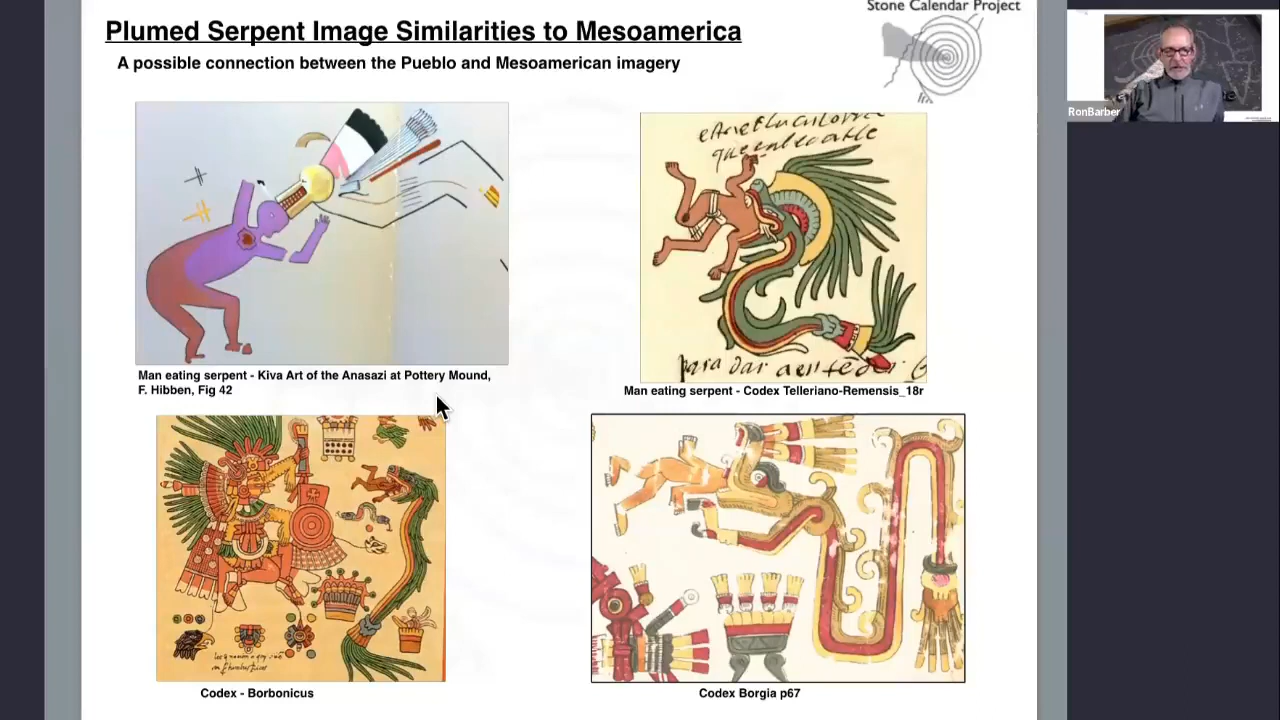 Stone Calendar Project
Plumed Serpent Image Similarities to Mesoamerica
A possible connection between the Pueblo and Mesoamerican imagery
RonBarber
para dar
Man eating serpent - Kiva Art of the Anasazi at Pottery Mound,
F. Hibben, Fig 42
Man eating serpent - Codex Telleriano-Remensis_18r
Codex - Borbonicus
Codex Borgia p67